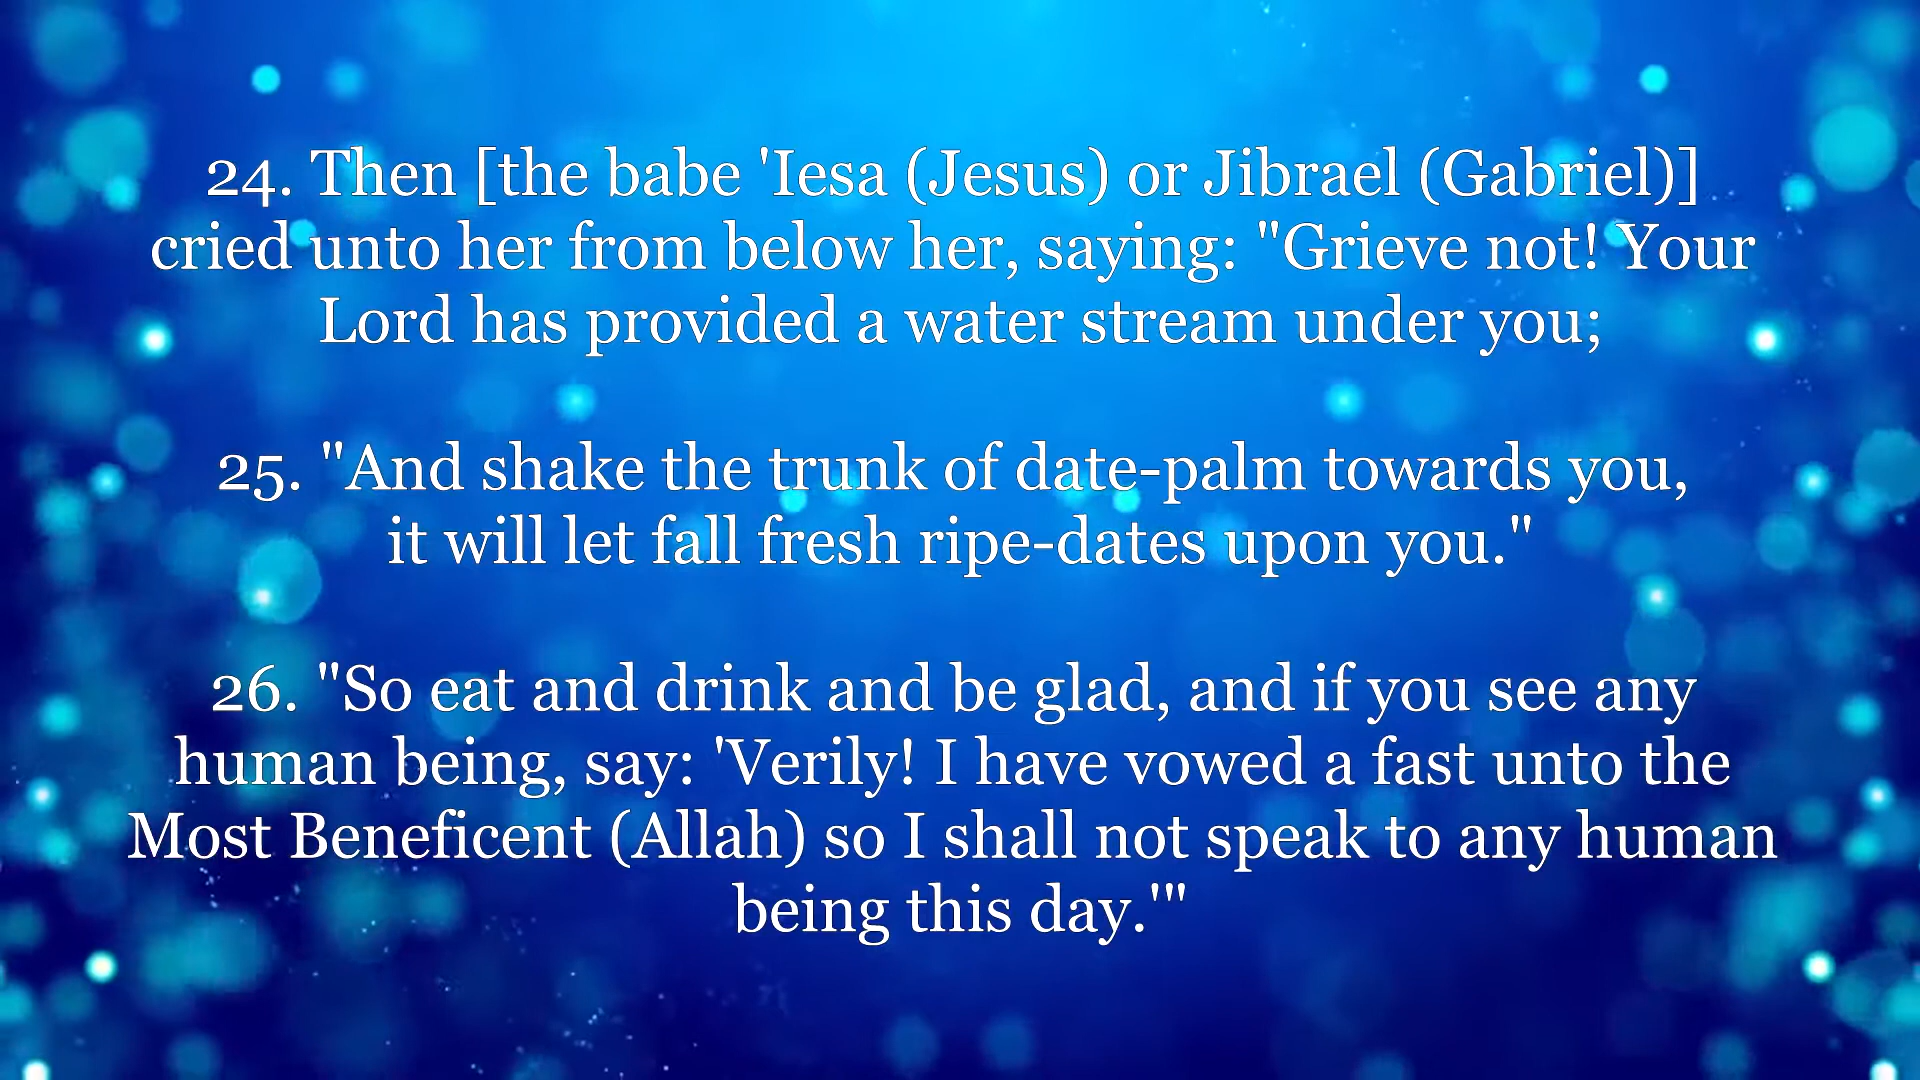 24. Then [the babe 'Iesa (Jesus) or Jibrael (Gabriel)]
cried unto her from below her, saying: "Grieve not! Your
Lord has provided a water stream under you;
25. "And shake the trunk of date-palm towards you,
it will let fall fresh ripe-dates upon you."
26. "So eat and drink and be glad, and if you see any
human being, say: 'Verily! I have vowed a fast unto the
Most Beneficent (Allah) so I shall not speak to any human
being this day.'"